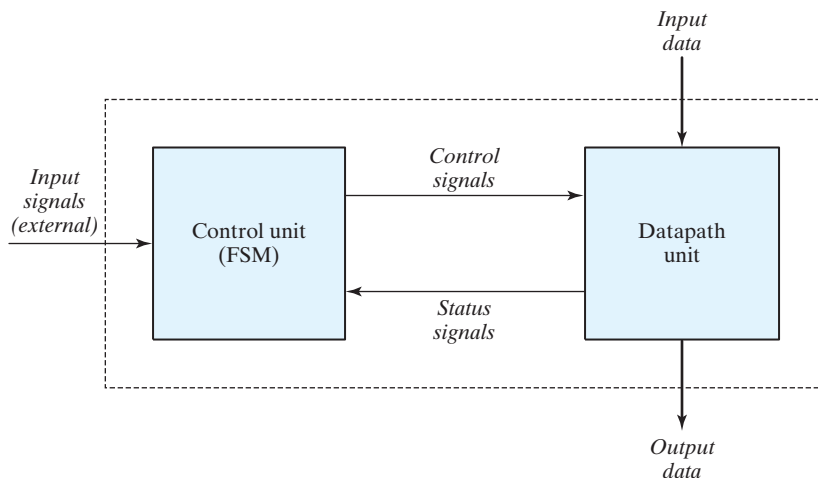 Input
data
Input
signals
(external)
Control unit
(FSM)
Control
signals
Datapath
unit
Status
signals
Output
data